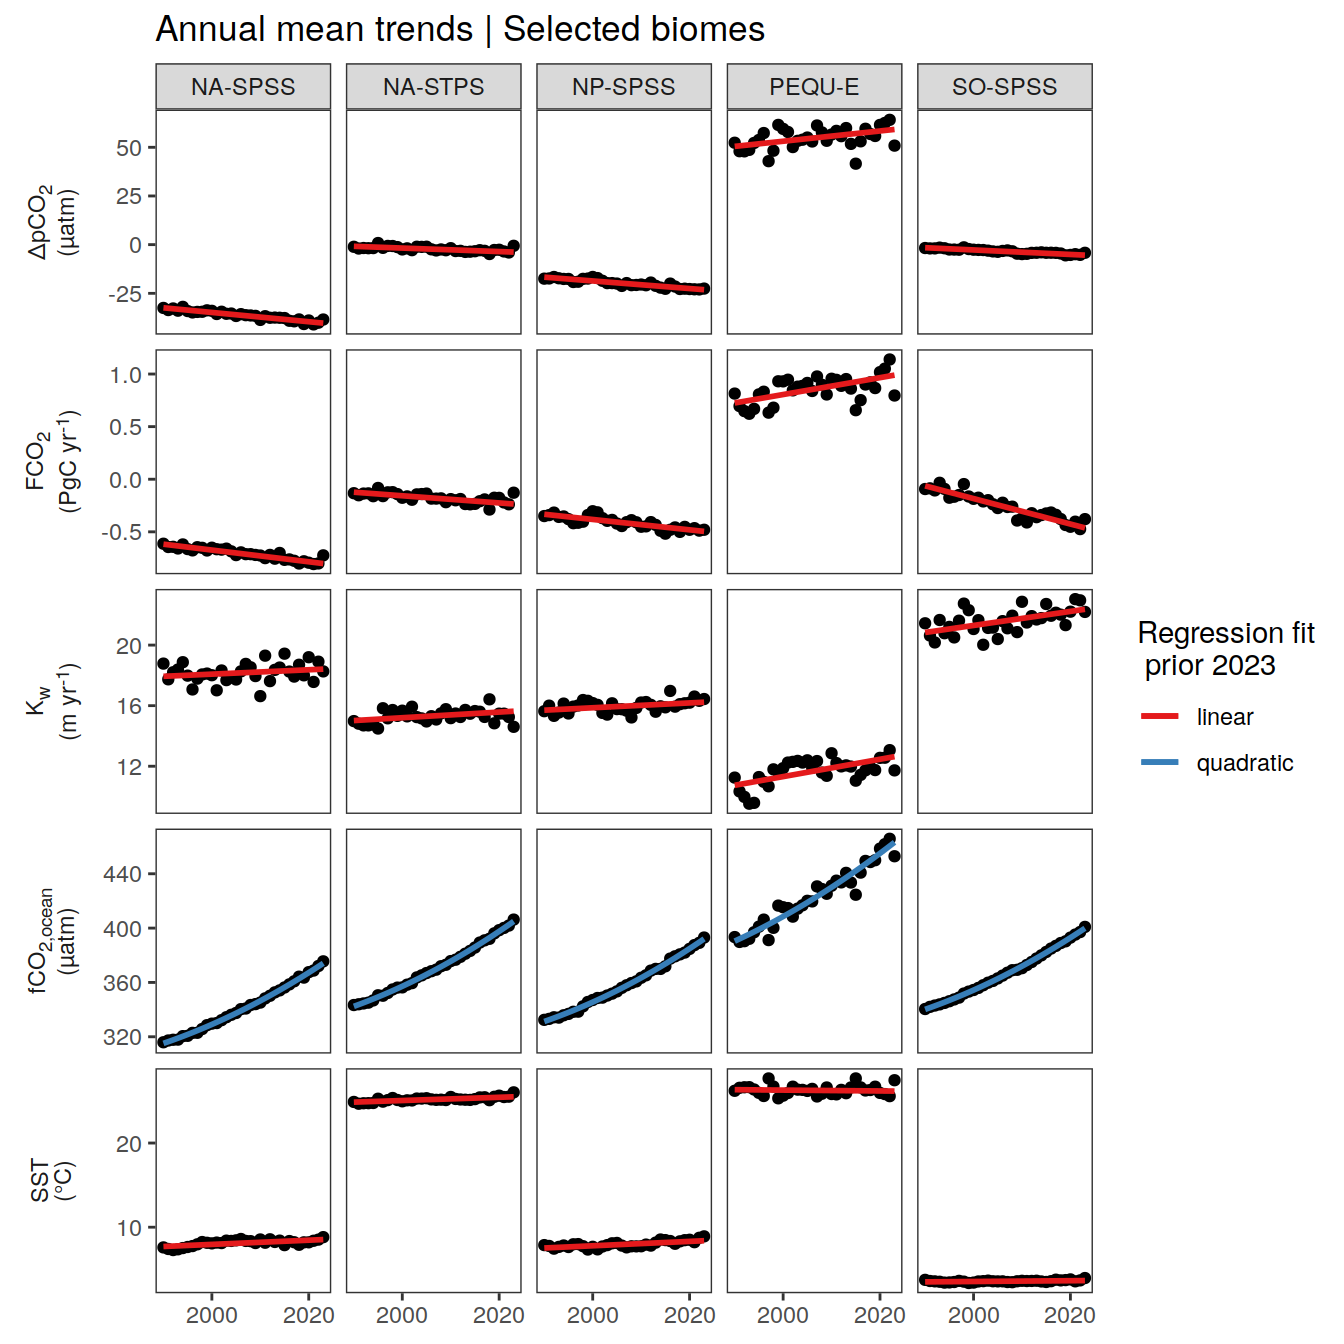 Annual mean trends | Selected biomes
NA-SPSS NA-STPS NP-SPSS PEQU-E SO-SPSS
ΔpCO2
(µatm)
50
25
0
-25
FCO2
(PgC yr-1)
1.0
0.5
0.0
-0.5
Kw
(m yr-1)
20
16
12
fCO2,ocean
(µatm)
440
400
360
320
SST
(°C)
20
10
2000 2020 2000 2020 2000 2020 2000 2020 2000 2020
Regression fit
prior 2023
linear
quadratic